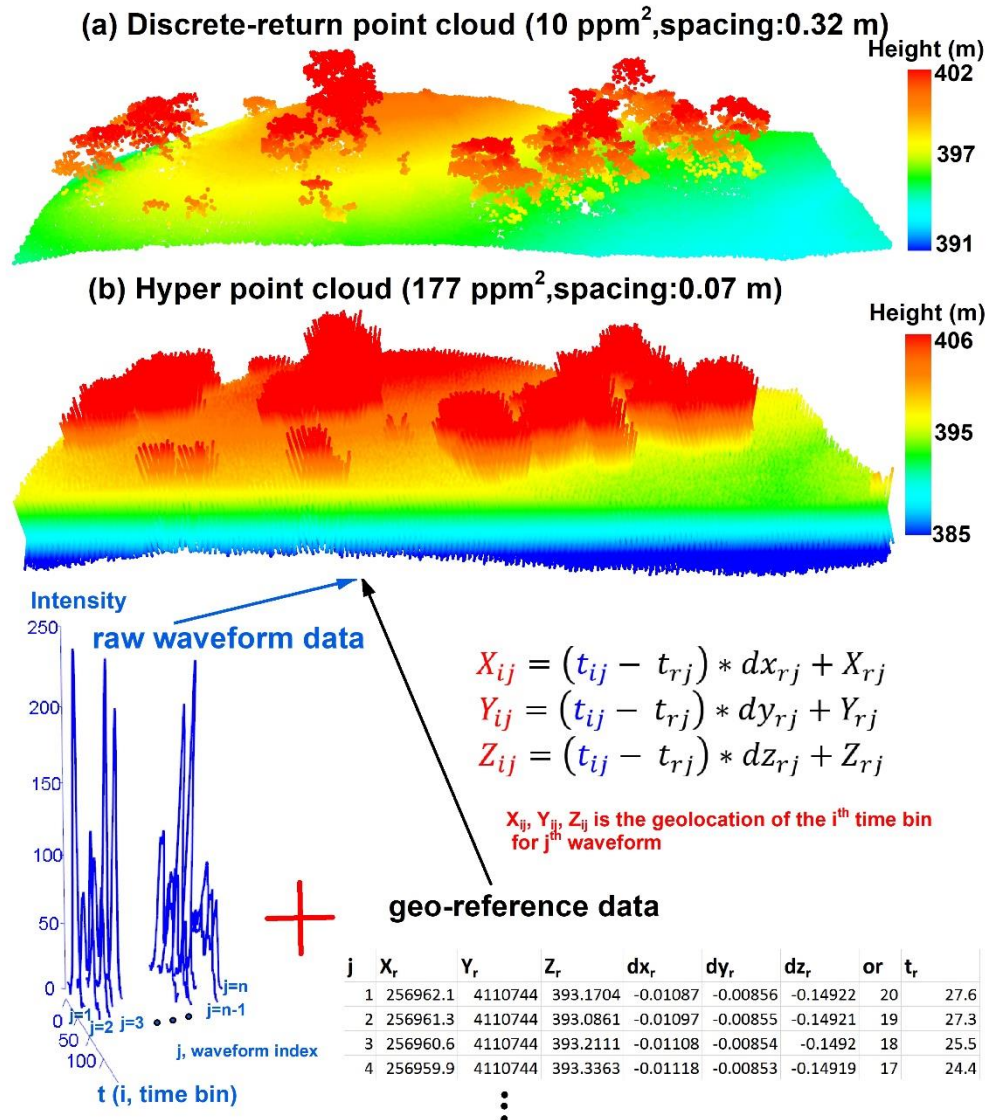 (a) Discrete-return point cloud (10 ppm²,spacing:0.32 m)
Height (m)
402
397
391
(b) Hyper point cloud (177 ppm²,spacing:0.07 m)
Height (m)
406
395
385
Intensity
raw waveform data
250
200
150
100
50
0
0
50
100
j=1
j=2
j=3
j=n-1
j=n
j, waveform index
t (i, time bin)
X_ij = (t_ij − t_rj) * dx_rj + X_rj
Y_ij = (t_ij − t_rj) * dy_rj + Y_rj
Z_ij = (t_ij − t_rj) * dz_rj + Z_rj
X_ij, Y_ij, Z_ij is the geolocation of the i^th time bin
for j^th waveform
+
geo-reference data
j X_r Y_r Z_r dx_r dy_r dz_r or t_r
1 256962.1 4110744 393.1704 -0.01087 -0.00856 -0.14922 20 27.6
2 256961.3 4110744 393.0861 -0.01097 -0.00855 -0.14921 19 27.3
3 256960.6 4110744 393.2111 -0.01108 -0.00854 -0.1492 18 25.5
4 256959.9 4110744 393.3363 -0.01118 -0.00853 -0.14919 17 24.4